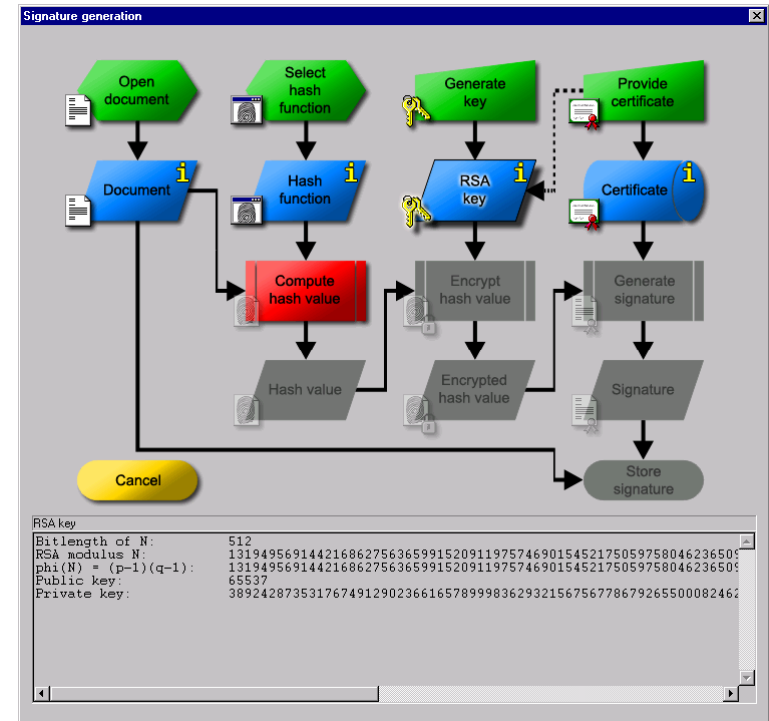 Signature generation
Open
document
Select
hash
function
Generate
key
Provide
certificate
Document
Hash
function
RSA
key
Certificate
Compute
hash value
Encrypt
hash value
Generate
signature
Hash value
Encrypted
hash value
Signature
Cancel
Store
signature
RSA key
Bitlength of N: 512
RSA modulus N: 131949569144216862756365991520911975746901545217505975804623650
phi(N) = (p-1)(q-1): 131949569144216862756365991520911975746901545217505975804623650
Public key: 65537
Private key: 38924287353176749129023661657899983629321567567786792655000824 62